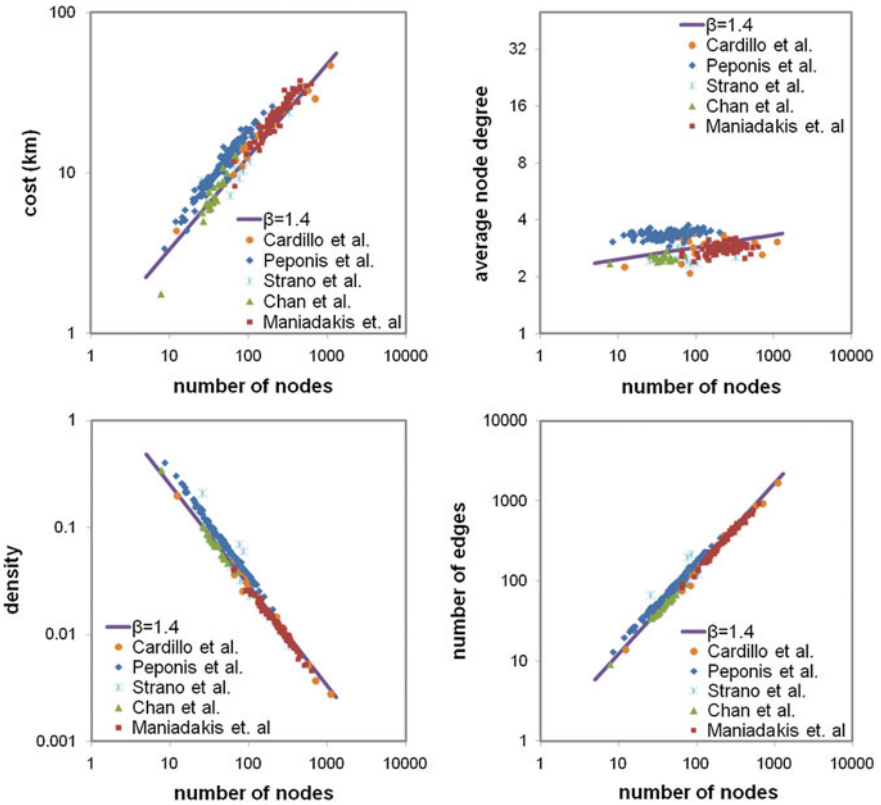 100
10
1
cost (km)
β=1.4
Cardillo et al.
Peponis et al.
Strano et al.
Chan et al.
Maniadakis et. al
1 10 100 1000 10000
number of nodes
32
16
8
4
2
1
average node degree
β=1.4
Cardillo et al.
Peponis et al.
Strano et al.
Chan et al.
Maniadakis et. al
1 10 100 1000 10000
number of nodes
1
0.1
0.01
0.001
density
β=1.4
Cardillo et al.
Peponis et al.
Strano et al.
Chan et al.
Maniadakis et. al
1 10 100 1000 10000
number of nodes
10000
1000
100
10
1
number of edges
β=1.4
Cardillo et al.
Peponis et al.
Strano et al.
Chan et al.
Maniadakis et. al
1 10 100 1000 10000
number of nodes